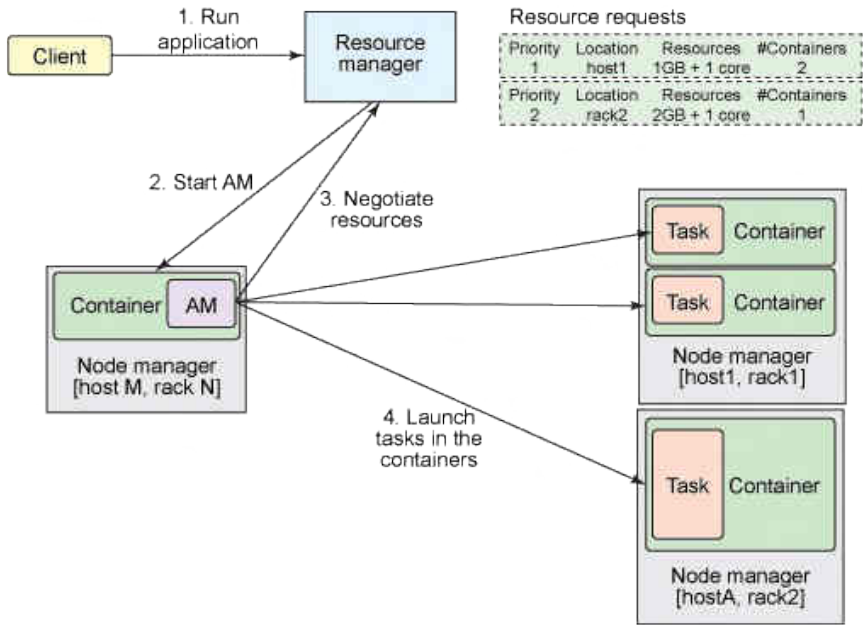 1. Run
application
Client
Resource
manager
Resource requests
Priority Location Resources #Containers
1 host1 1GB + 1 core 2
Priority Location Resources #Containers
2 rack2 2GB + 1 core 1
2. Start AM
3. Negotiate
resources
Container AM
Node manager
[host M, rack N]
Task Container
Task Container
Node manager
[host1, rack1]
4. Launch
tasks in the
containers
Task Container
Node manager
[hostA, rack2]